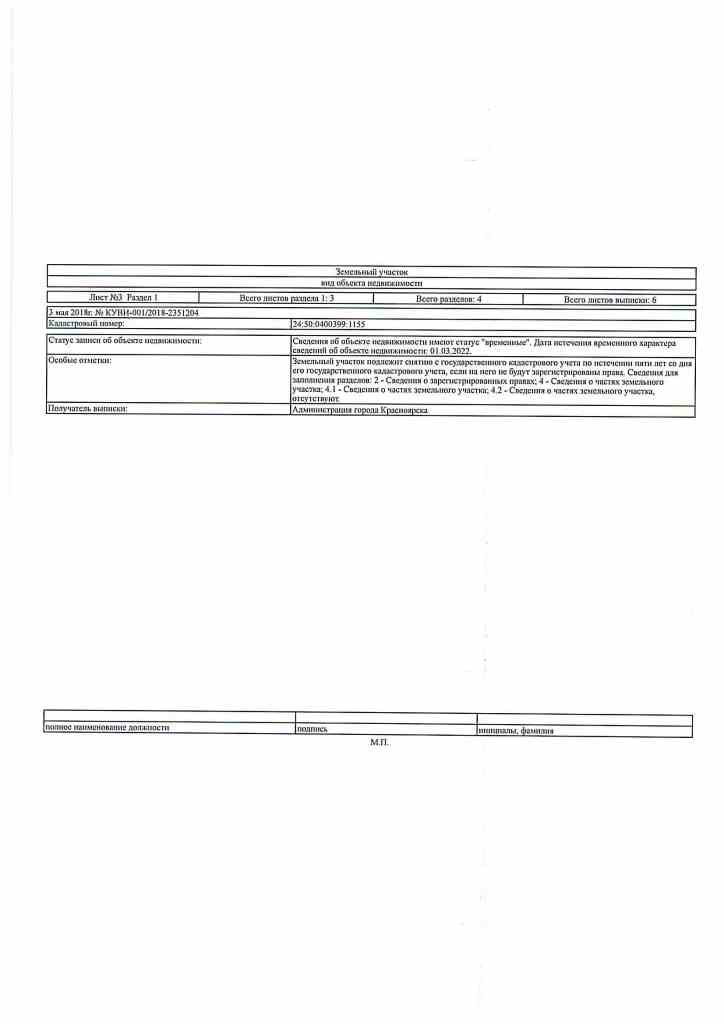 Земельный участок
вид объекта недвижимости
Лист №3 Раздел 1 Всего листов раздела 1: 3 Всего разделов: 4 Всего листов выписки: 6
3 мая 2018г. № КУВИ-001/2018-2351204
Кадастровый номер: 24:50:0400399:1155
Статус записи об объекте недвижимости: Сведения об объекте недвижимости имеют статус "временные". Дата истечения временного характера
сведений об объекте недвижимости: 01.03.2022.
Особые отметки: Земельный участок подлежит снятию с государственного кадастрового учета по истечении пяти лет со дня
его государственного кадастрового учета, если на него не будут зарегистрированы права. Сведения для
заполнения разделов: 2 - Сведения о зарегистрированных правах; 4 - Сведения о частях земельного
участка; 4.1 - Сведения о частях земельного участка; 4.2 - Сведения о частях земельного участка,
отсутствуют.
Получатель выписки: Администрация города Красноярска
полное наименование должности подпись инициалы, фамилия
М.П.